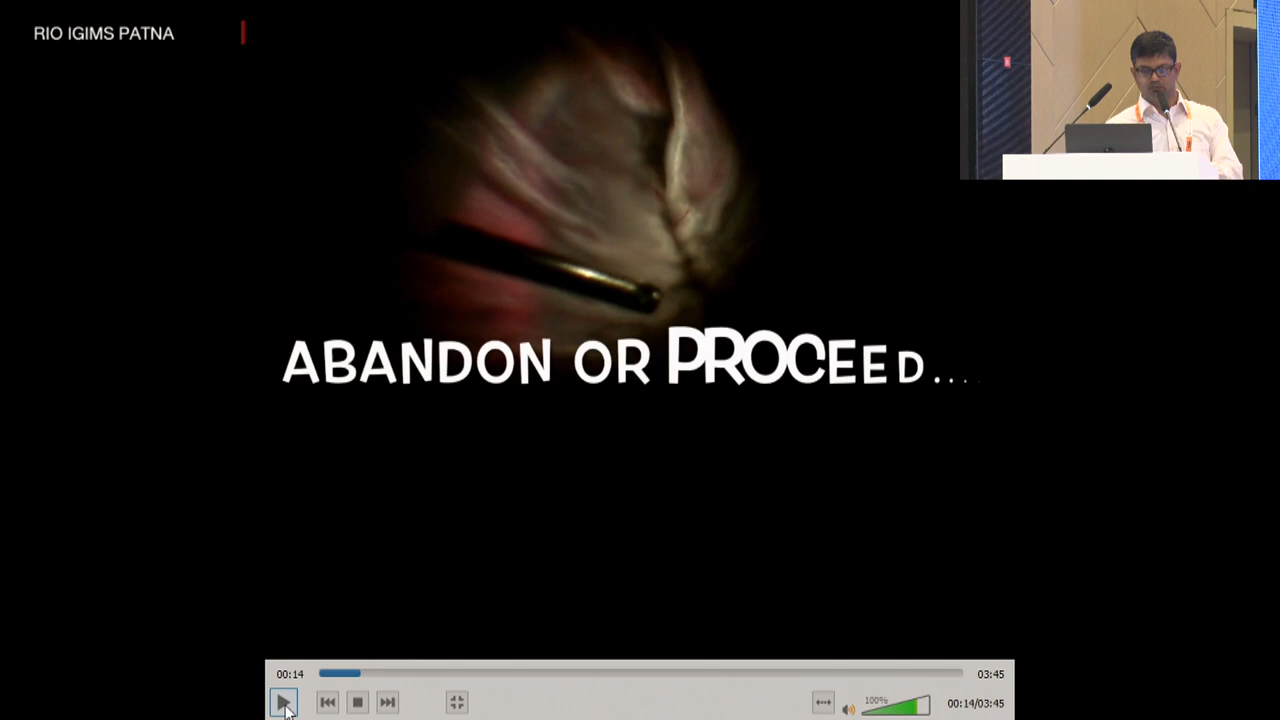 RIO IGIMS PATNA
ABANDON OR PROCEED....
00:14
03:45
100%
00:14/03:45